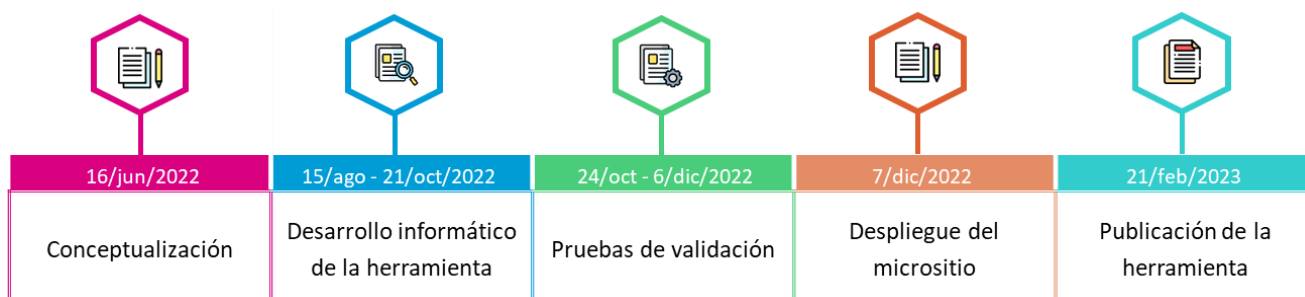 16/jun/2022
15/ago - 21/oct/2022
24/oct - 6/dic/2022
7/dic/2022
21/feb/2023
Conceptualización
Desarrollo informático
de la herramienta
Pruebas de validación
Despliegue del
micrositio
Publicación de la
herramienta